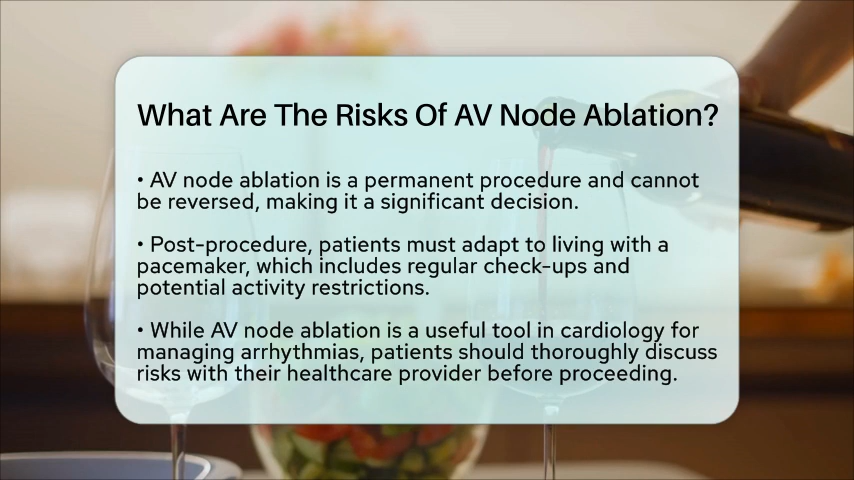 What Are The Risks Of AV Node Ablation?
• AV node ablation is a permanent procedure and cannot
be reversed, making it a significant decision.
• Post-procedure, patients must adapt to living with a
pacemaker, which includes regular check-ups and
potential activity restrictions.
• While AV node ablation is a useful tool in cardiology for
managing arrhythmias, patients should thoroughly discuss
risks with their healthcare provider before proceeding.